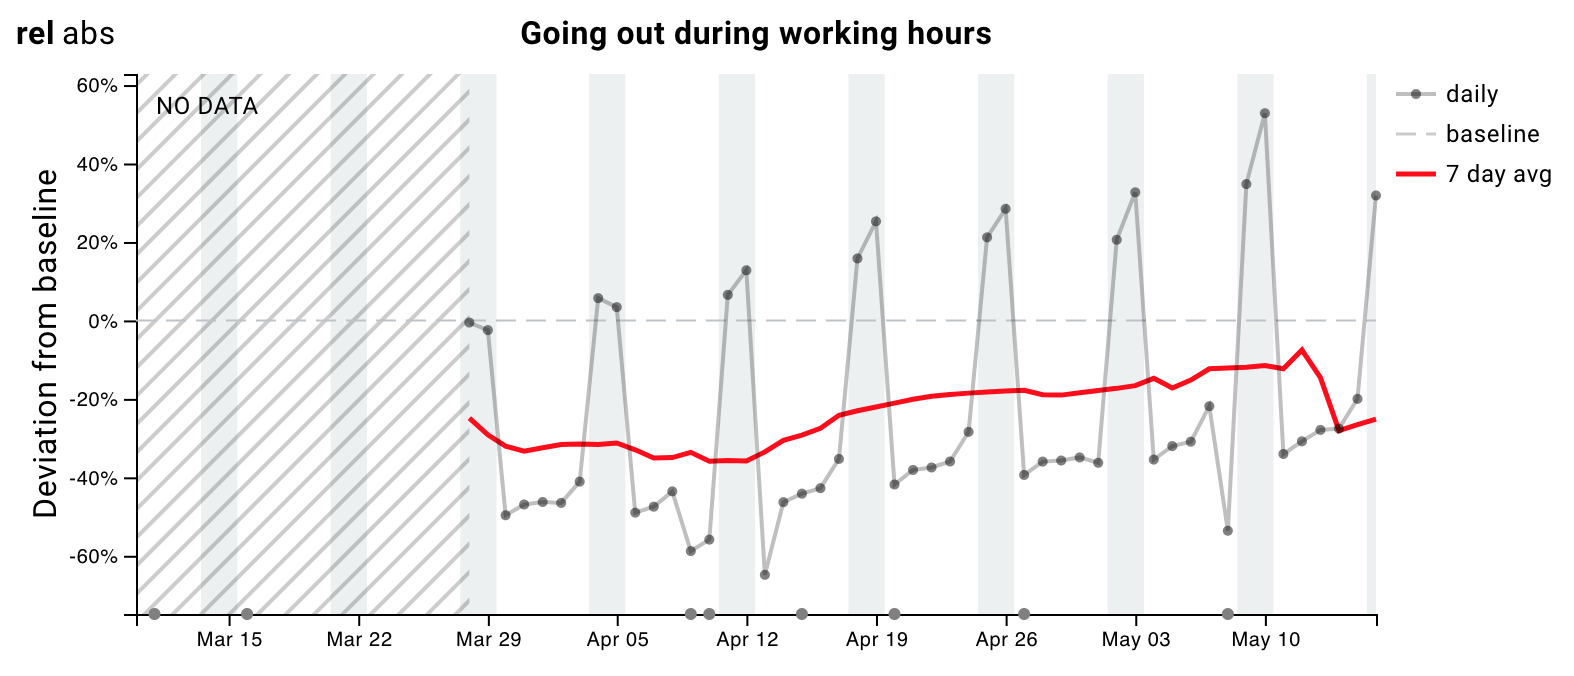 rel abs
Going out during working hours
NO DATA
60%
40%
20%
0%
-20%
-40%
-60%
Deviation from baseline
daily
baseline
7 day avg
Mar 15
Mar 22
Mar 29
Apr 05
Apr 12
Apr 19
Apr 26
May 03
May 10